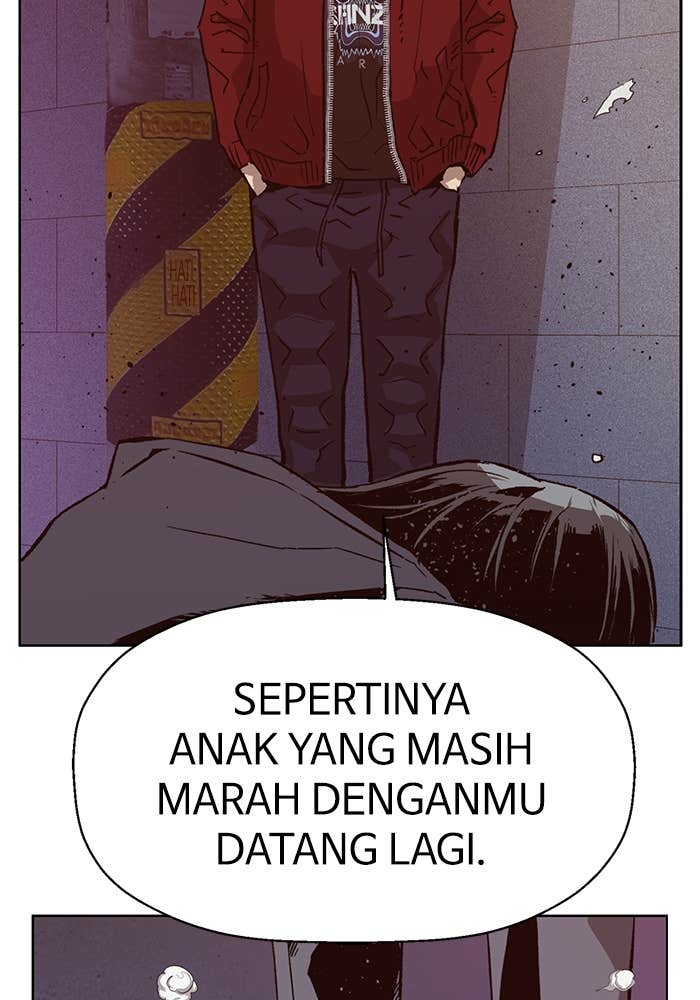 HATI-
HATI
SEPERTINYA
ANAK YANG MASIH
MARAH DENGANMU
DATANG LAGI.